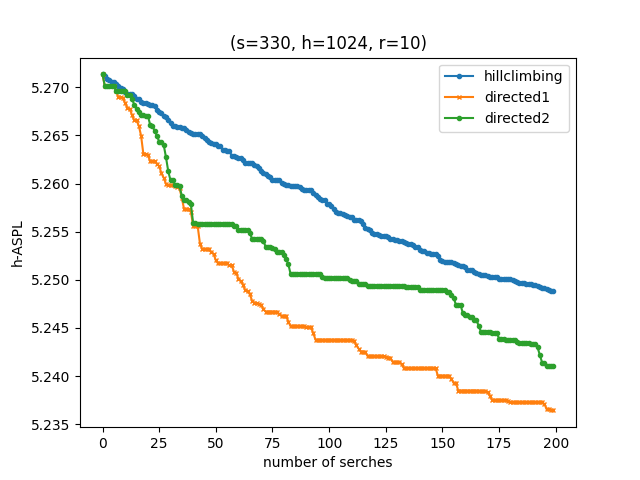 (s=330, h=1024, r=10)
hillclimbing
directed1
directed2
h-ASPL
5.270
5.265
5.260
5.255
5.250
5.245
5.240
5.235
0 25 50 75 100 125 150 175 200
number of serches